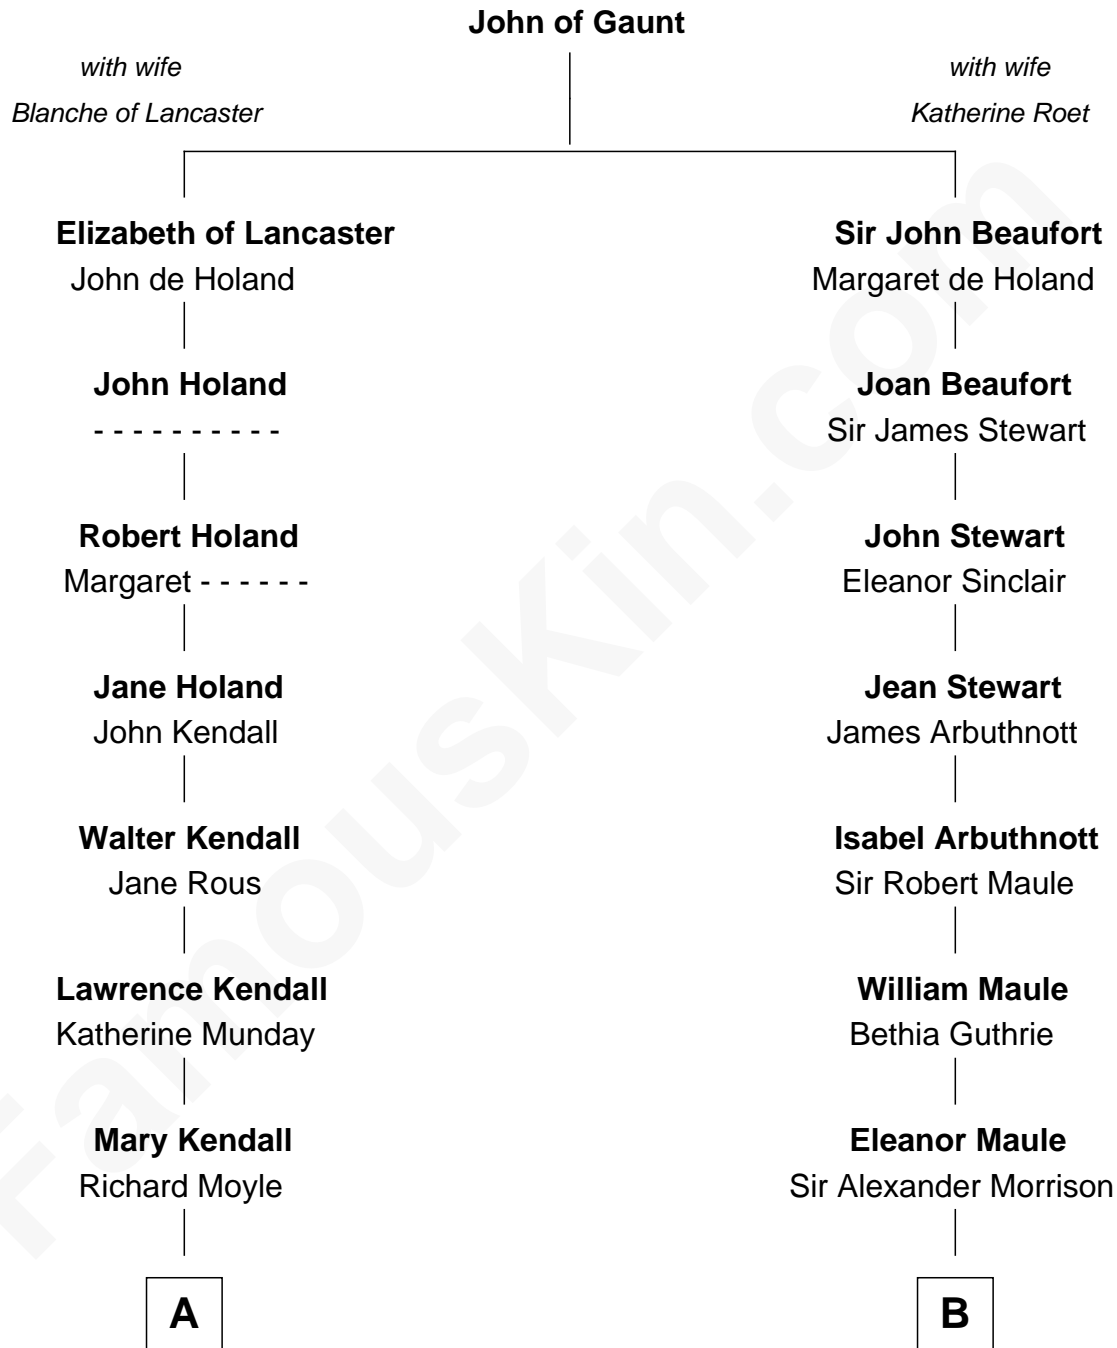 John of Gaunt
with wife
Blanche of Lancaster
with wife
Katherine Roet
Elizabeth of Lancaster
John de Holand
Sir John Beaufort
Margaret de Holand
John Holand
- - - - - - - - - -
Joan Beaufort
Sir James Stewart
Robert Holand
Margaret - - - - - -
John Stewart
Eleanor Sinclair
Jane Holand
John Kendall
Jean Stewart
James Arbuthnott
Walter Kendall
Jane Rous
Isabel Arbuthnott
Sir Robert Maule
Lawrence Kendall
Katherine Munday
William Maule
Bethia Guthrie
Mary Kendall
Richard Moyle
Eleanor Maule
Sir Alexander Morrison
A
B
FamousKin.com